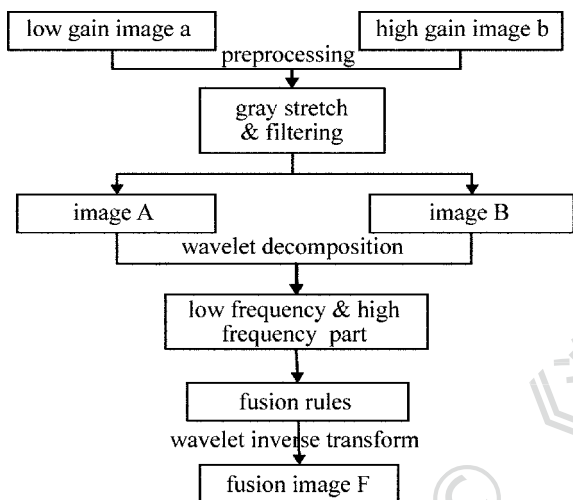 low gain image a
high gain image b
preprocessing
gray stretch
& filtering
image A
image B
wavelet decomposition
low frequency & high
frequency part
fusion rules
wavelet inverse transform
fusion image F